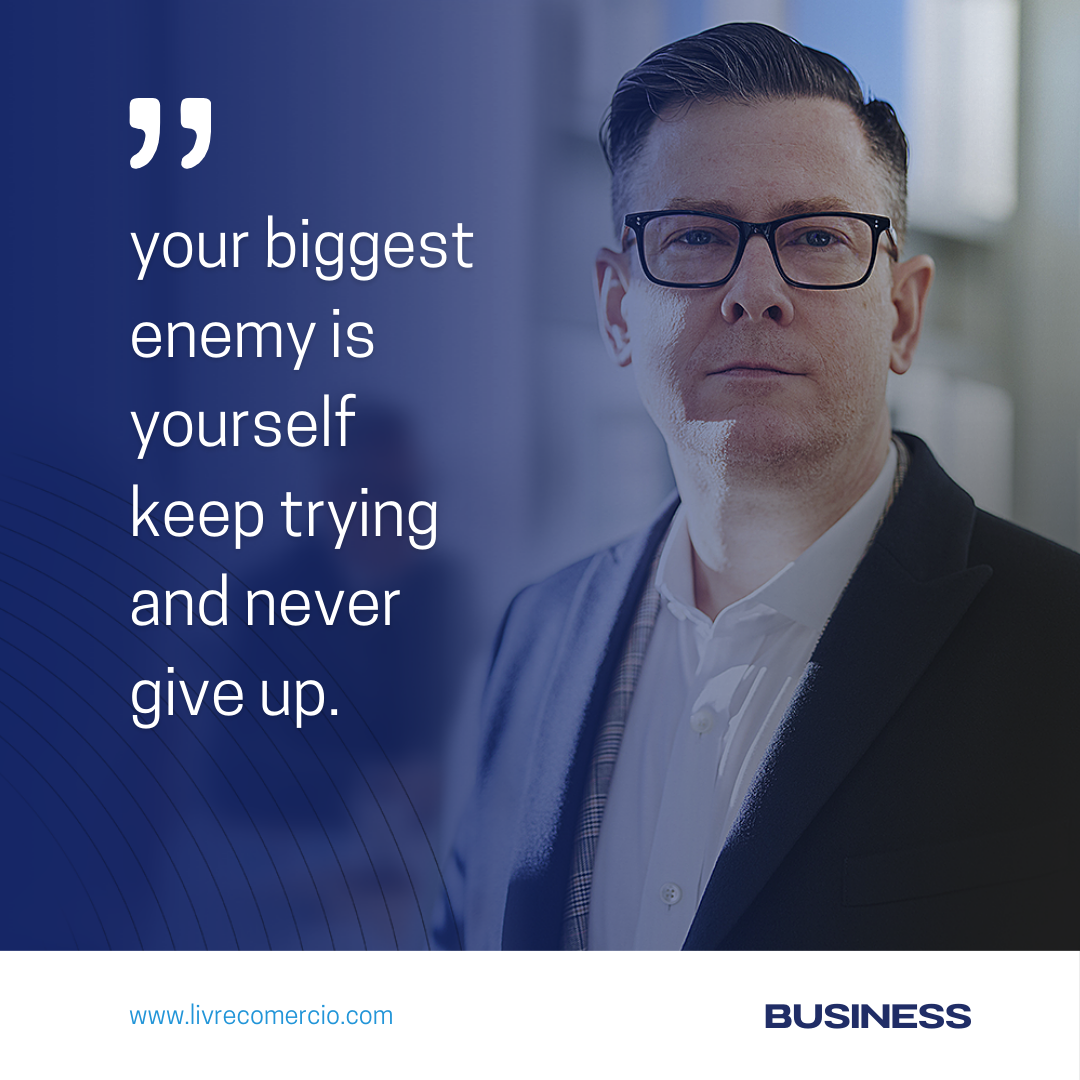 ”
your biggest
enemy is
yourself
keep trying
and never
give up.
www.livrecomercio.com
BUSINESS